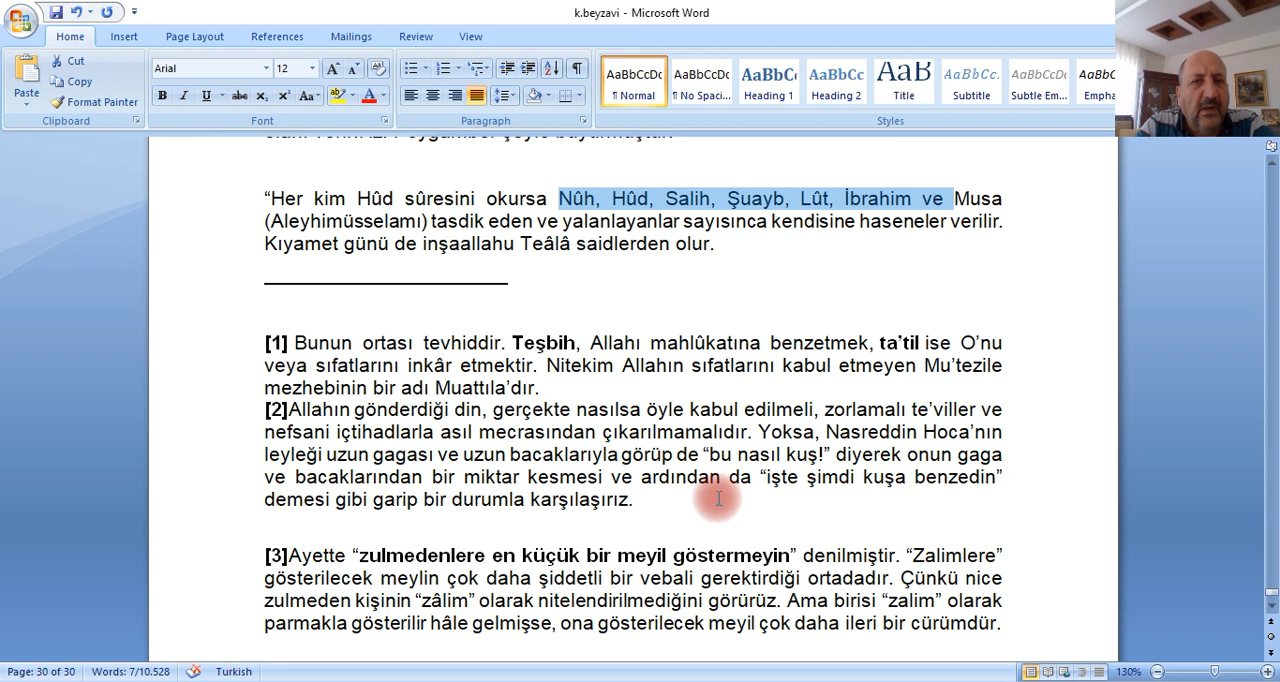 k.beyzavi - Microsoft Word
Home Insert Page Layout References Mailings Review View
Paste Cut Copy Format Painter Clipboard
Arial 12 Font
Paragraph
AaBbCcDc AaBbCcDc AaBbCc AaBbCc AaB AaBbCc. AaBbCcDc AaBbC
¶ Normal ¶ No Spaci... Heading 1 Heading 2 Title Subtitle Subtle Em... Empha
Styles
“Her kim Hûd sûresini okursa Nûh, Hûd, Salih, Şuayb, Lût, İbrahim ve Musa
(Aleyhimüsselamı) tasdik eden ve yalanlayanlar sayısınca kendisine haseneler verilir.
Kıyamet günü de inşaallahu Teâlâ saidlerden olur.
[1] Bunun ortası tevhiddir. Teşbih, Allahı mahlûkatına benzetmek, ta’til ise O’nu
veya sıfatlarını inkâr etmektir. Nitekim Allahın sıfatlarını kabul etmeyen Mu’tezile
mezhebinin bir adı Muattıla’dır.
[2]Allahın gönderdiği din, gerçekte nasılsa öyle kabul edilmeli, zorlamalı te’viller ve
nefsani içtihadlarla asıl mecrasından çıkarılmamalıdır. Yoksa, Nasreddin Hoca’nın
leyleği uzun gagası ve uzun bacaklarıyla görüp de “bu nasıl kuş!” diyerek onun gaga
ve bacaklarından bir miktar kesmesi ve ardından da “işte şimdi kuşa benzedin”
demesi gibi garip bir durumla karşılaşırız.
[3]Ayette “zulmedenlere en küçük bir meyil göstermeyin” denilmiştir. “Zalimlere”
gösterilecek meylin çok daha şiddetli bir vebali gerektirdiği ortadadır. Çünkü nice
zulmeden kişinin “zâlim” olarak nitelendirilmediğini görürüz. Ama birisi “zalim” olarak
parmakla gösterilir hâle gelmişse, ona gösterilecek meyil çok daha ileri bir cürümdür.
Page: 30 of 30 Words: 7/10.528 Turkish 130%